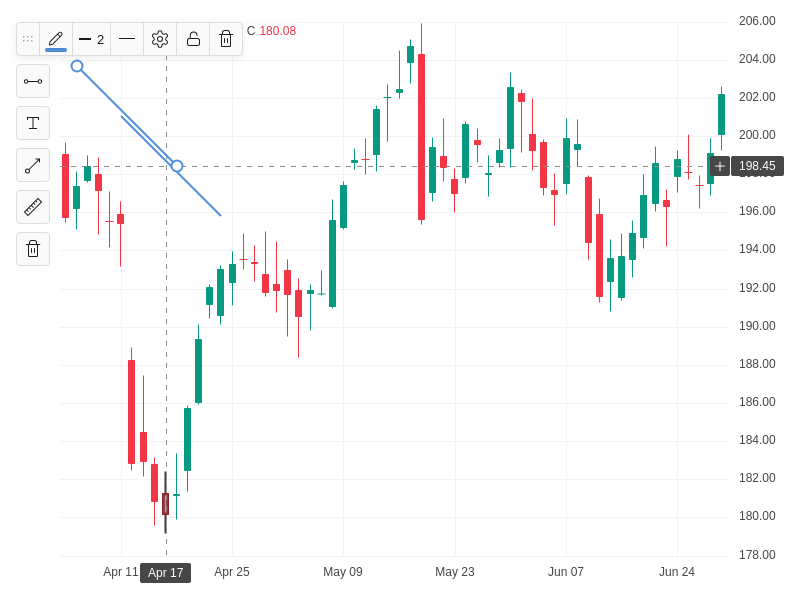 2
C 180.08
T
206.00
204.00
202.00
200.00
198.45
196.00
194.00
192.00
190.00
188.00
186.00
184.00
182.00
180.00
178.00
Apr 11
Apr 17
Apr 25
May 09
May 23
Jun 07
Jun 24